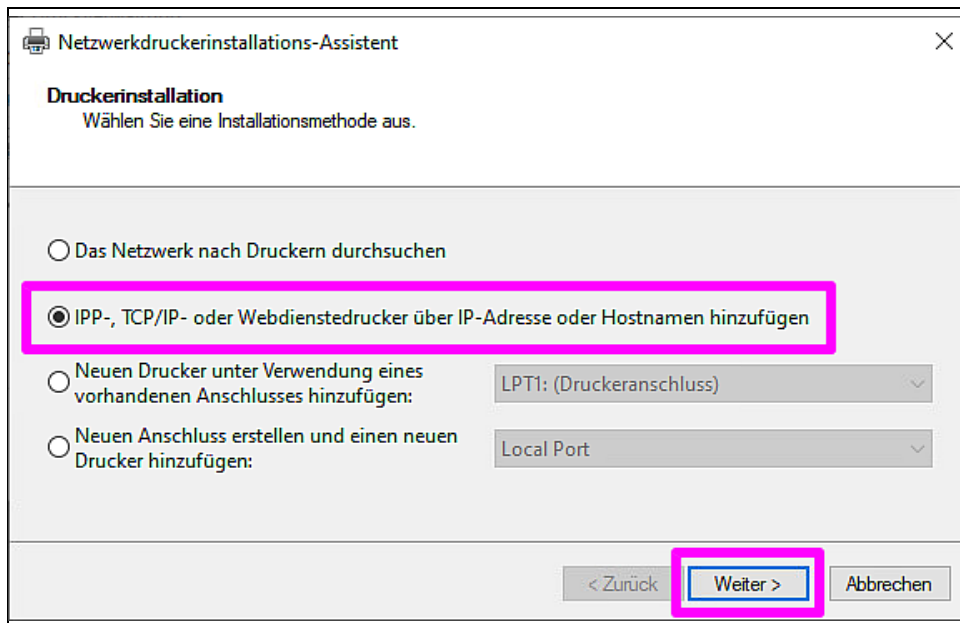 Netzwerkdruckerinstallations-Assistent
Druckerinstallation
Wählen Sie eine Installationsmethode aus.
Das Netzwerk nach Druckern durchsuchen
IPP-, TCP/IP- oder Webdienstedrucker über IP-Adresse oder Hostnamen hinzufügen
Neuen Drucker unter Verwendung eines
vorhandenen Anschlusses hinzufügen:
LPT1: (Druckeranschluss)
Neuen Anschluss erstellen und einen neuen
Drucker hinzufügen:
Local Port
< Zurück
Weiter >
Abbrechen